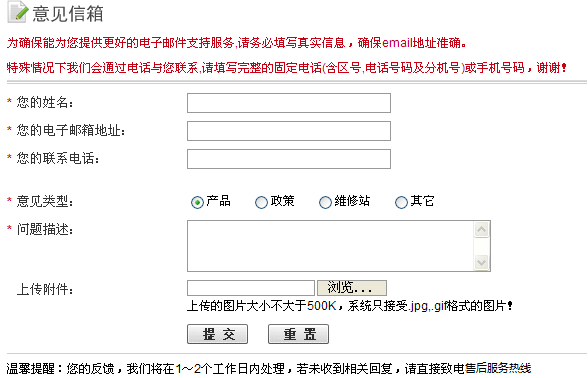 意见信箱
为确保能为您提供更好的电子邮件支持服务,请务必填写真实信息，确保email地址准确。
特殊情况下我们会通过电话与您联系,请填写完整的固定电话(含区号,电话号码及分机号)或手机号码，谢谢！
* 您的姓名：
* 您的电子邮箱地址：
* 您的联系电话：
* 意见类型： 产品 政策 维修站 其它
* 问题描述：
上传附件： 浏览...
上传的图片大小不大于500K，系统只接受.jpg,.gif格式的图片！
提 交 重 置
温馨提醒：您的反馈，我们将在1～2个工作日内处理，若未收到相关回复，请直接致电售后服务热线